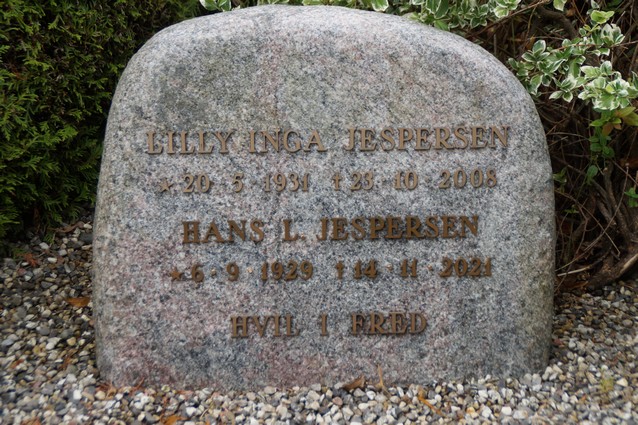 LILLY INGA JESPERSEN
★ 20 · 5 · 1931 ✝ 23 · 10 · 2008
HANS L. JESPERSEN
★ 6 · 9 · 1929 ✝ 14 · 11 · 2021
HVIL I FRED